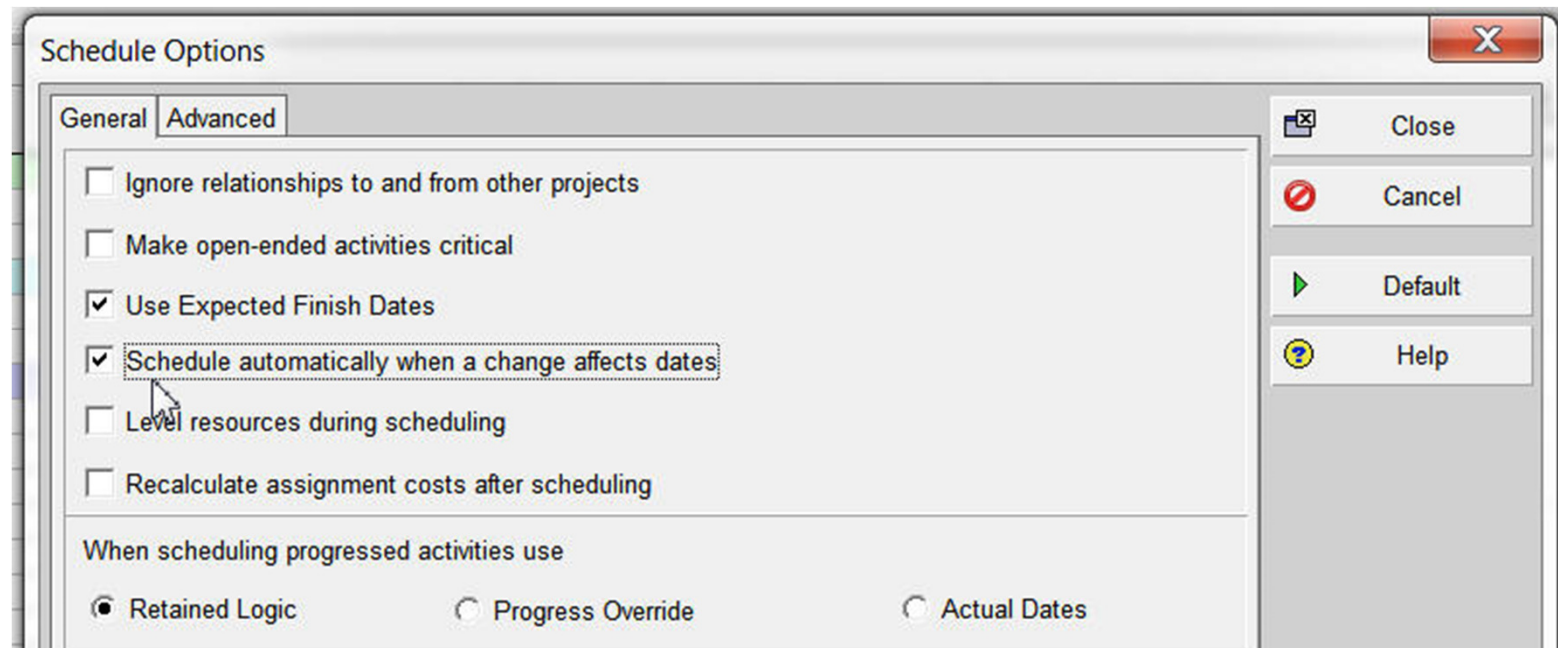 Schedule Options
General Advanced
Close
Ignore relationships to and from other projects
Cancel
Make open-ended activities critical
Default
Use Expected Finish Dates
Help
Schedule automatically when a change affects dates
Level resources during scheduling
Recalculate assignment costs after scheduling
When scheduling progressed activities use
Retained Logic Progress Override Actual Dates